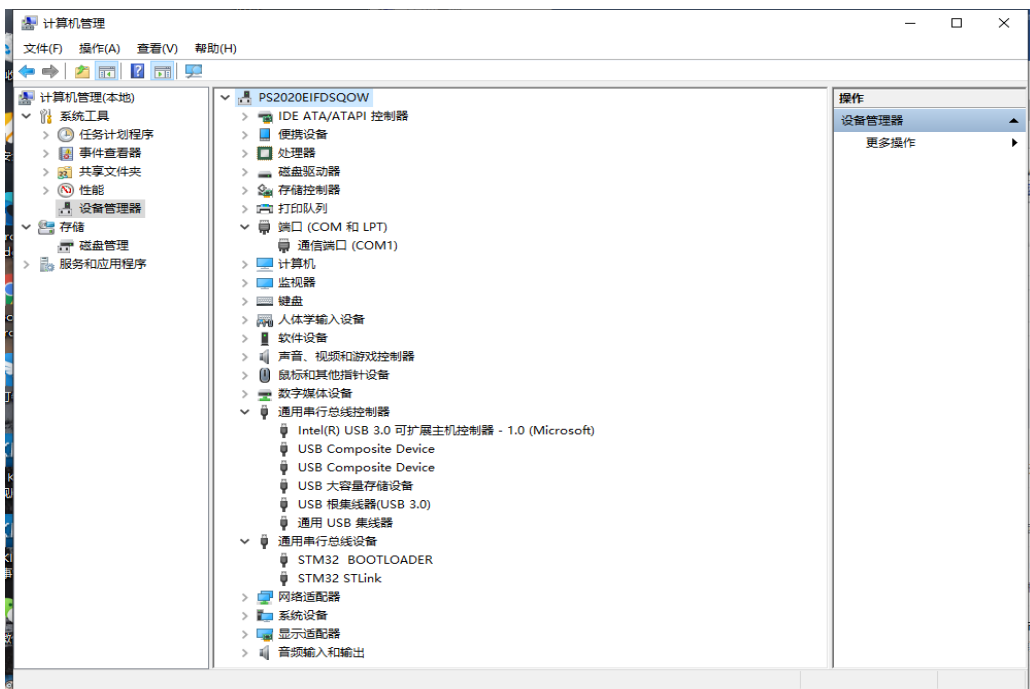 计算机管理
文件(F) 操作(A) 查看(V) 帮助(H)
计算机管理(本地)
系统工具
任务计划程序
事件查看器
共享文件夹
性能
设备管理器
存储
磁盘管理
服务和应用程序
PS2020EIFDSQOW
IDE ATA/ATAPI 控制器
便携设备
处理器
磁盘驱动器
存储控制器
打印队列
端口 (COM 和 LPT)
通信端口 (COM1)
计算机
监视器
键盘
人体学输入设备
软件设备
声音、视频和游戏控制器
鼠标和其他指针设备
数字媒体设备
通用串行总线控制器
Intel(R) USB 3.0 可扩展主机控制器 - 1.0 (Microsoft)
USB Composite Device
USB Composite Device
USB 大容量存储设备
USB 根集线器(USB 3.0)
通用 USB 集线器
通用串行总线设备
STM32  BOOTLOADER
STM32 STLink
网络适配器
系统设备
显示适配器
音频输入和输出
操作
设备管理器
更多操作